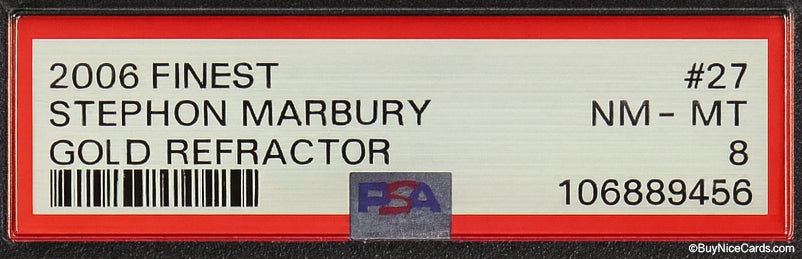 2006 FINEST #27
STEPHON MARBURY NM - MT
GOLD REFRACTOR 8
PSA 106889456
©BuyNiceCards.com